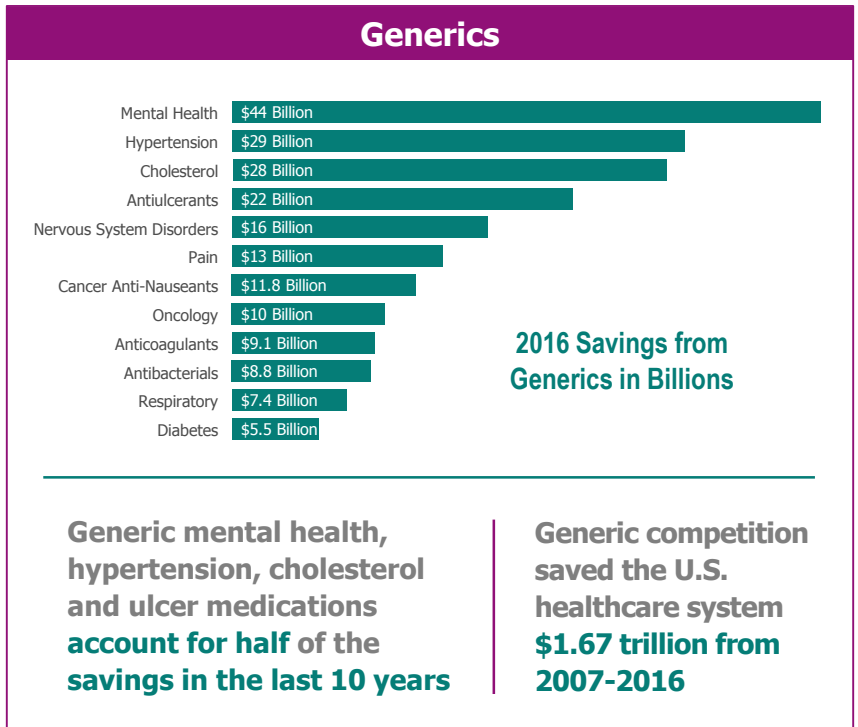 Generics
Mental Health $44 Billion
Hypertension $29 Billion
Cholesterol $28 Billion
Antiulcerants $22 Billion
Nervous System Disorders $16 Billion
Pain $13 Billion
Cancer Anti-Nauseants $11.8 Billion
Oncology $10 Billion
Anticoagulants $9.1 Billion
Antibacterials $8.8 Billion
Respiratory $7.4 Billion
Diabetes $5.5 Billion
2016 Savings from
Generics in Billions
Generic mental health,
hypertension, cholesterol
and ulcer medications
account for half of the
savings in the last 10 years
Generic competition
saved the U.S.
healthcare system
$1.67 trillion from
2007-2016